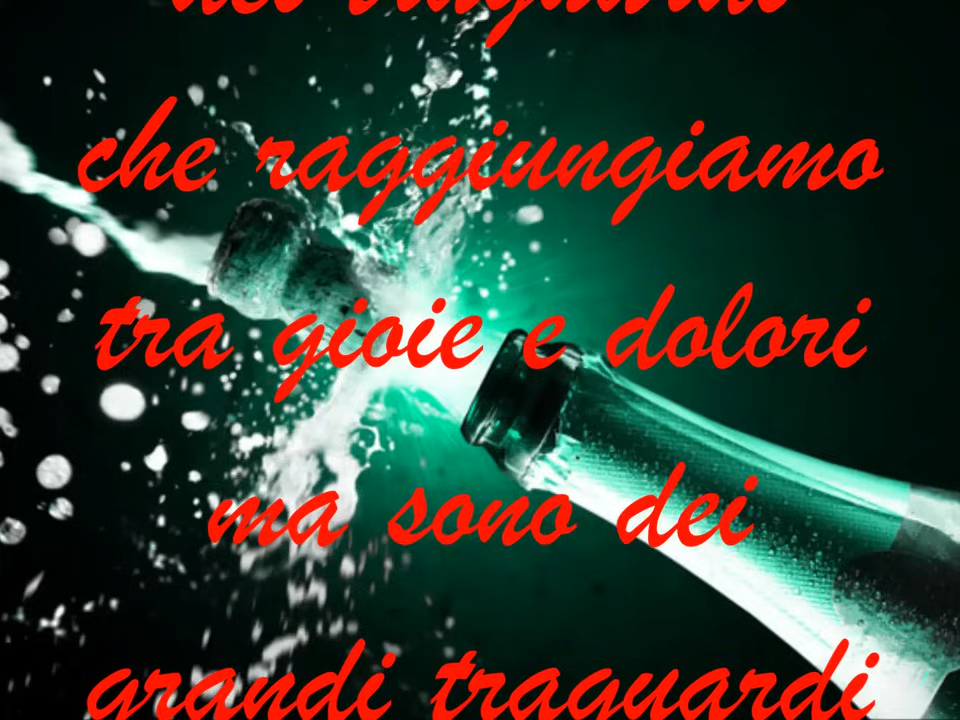 che raggiungiamo
tra gioie e dolori
ma sono dei
grandi traguardi